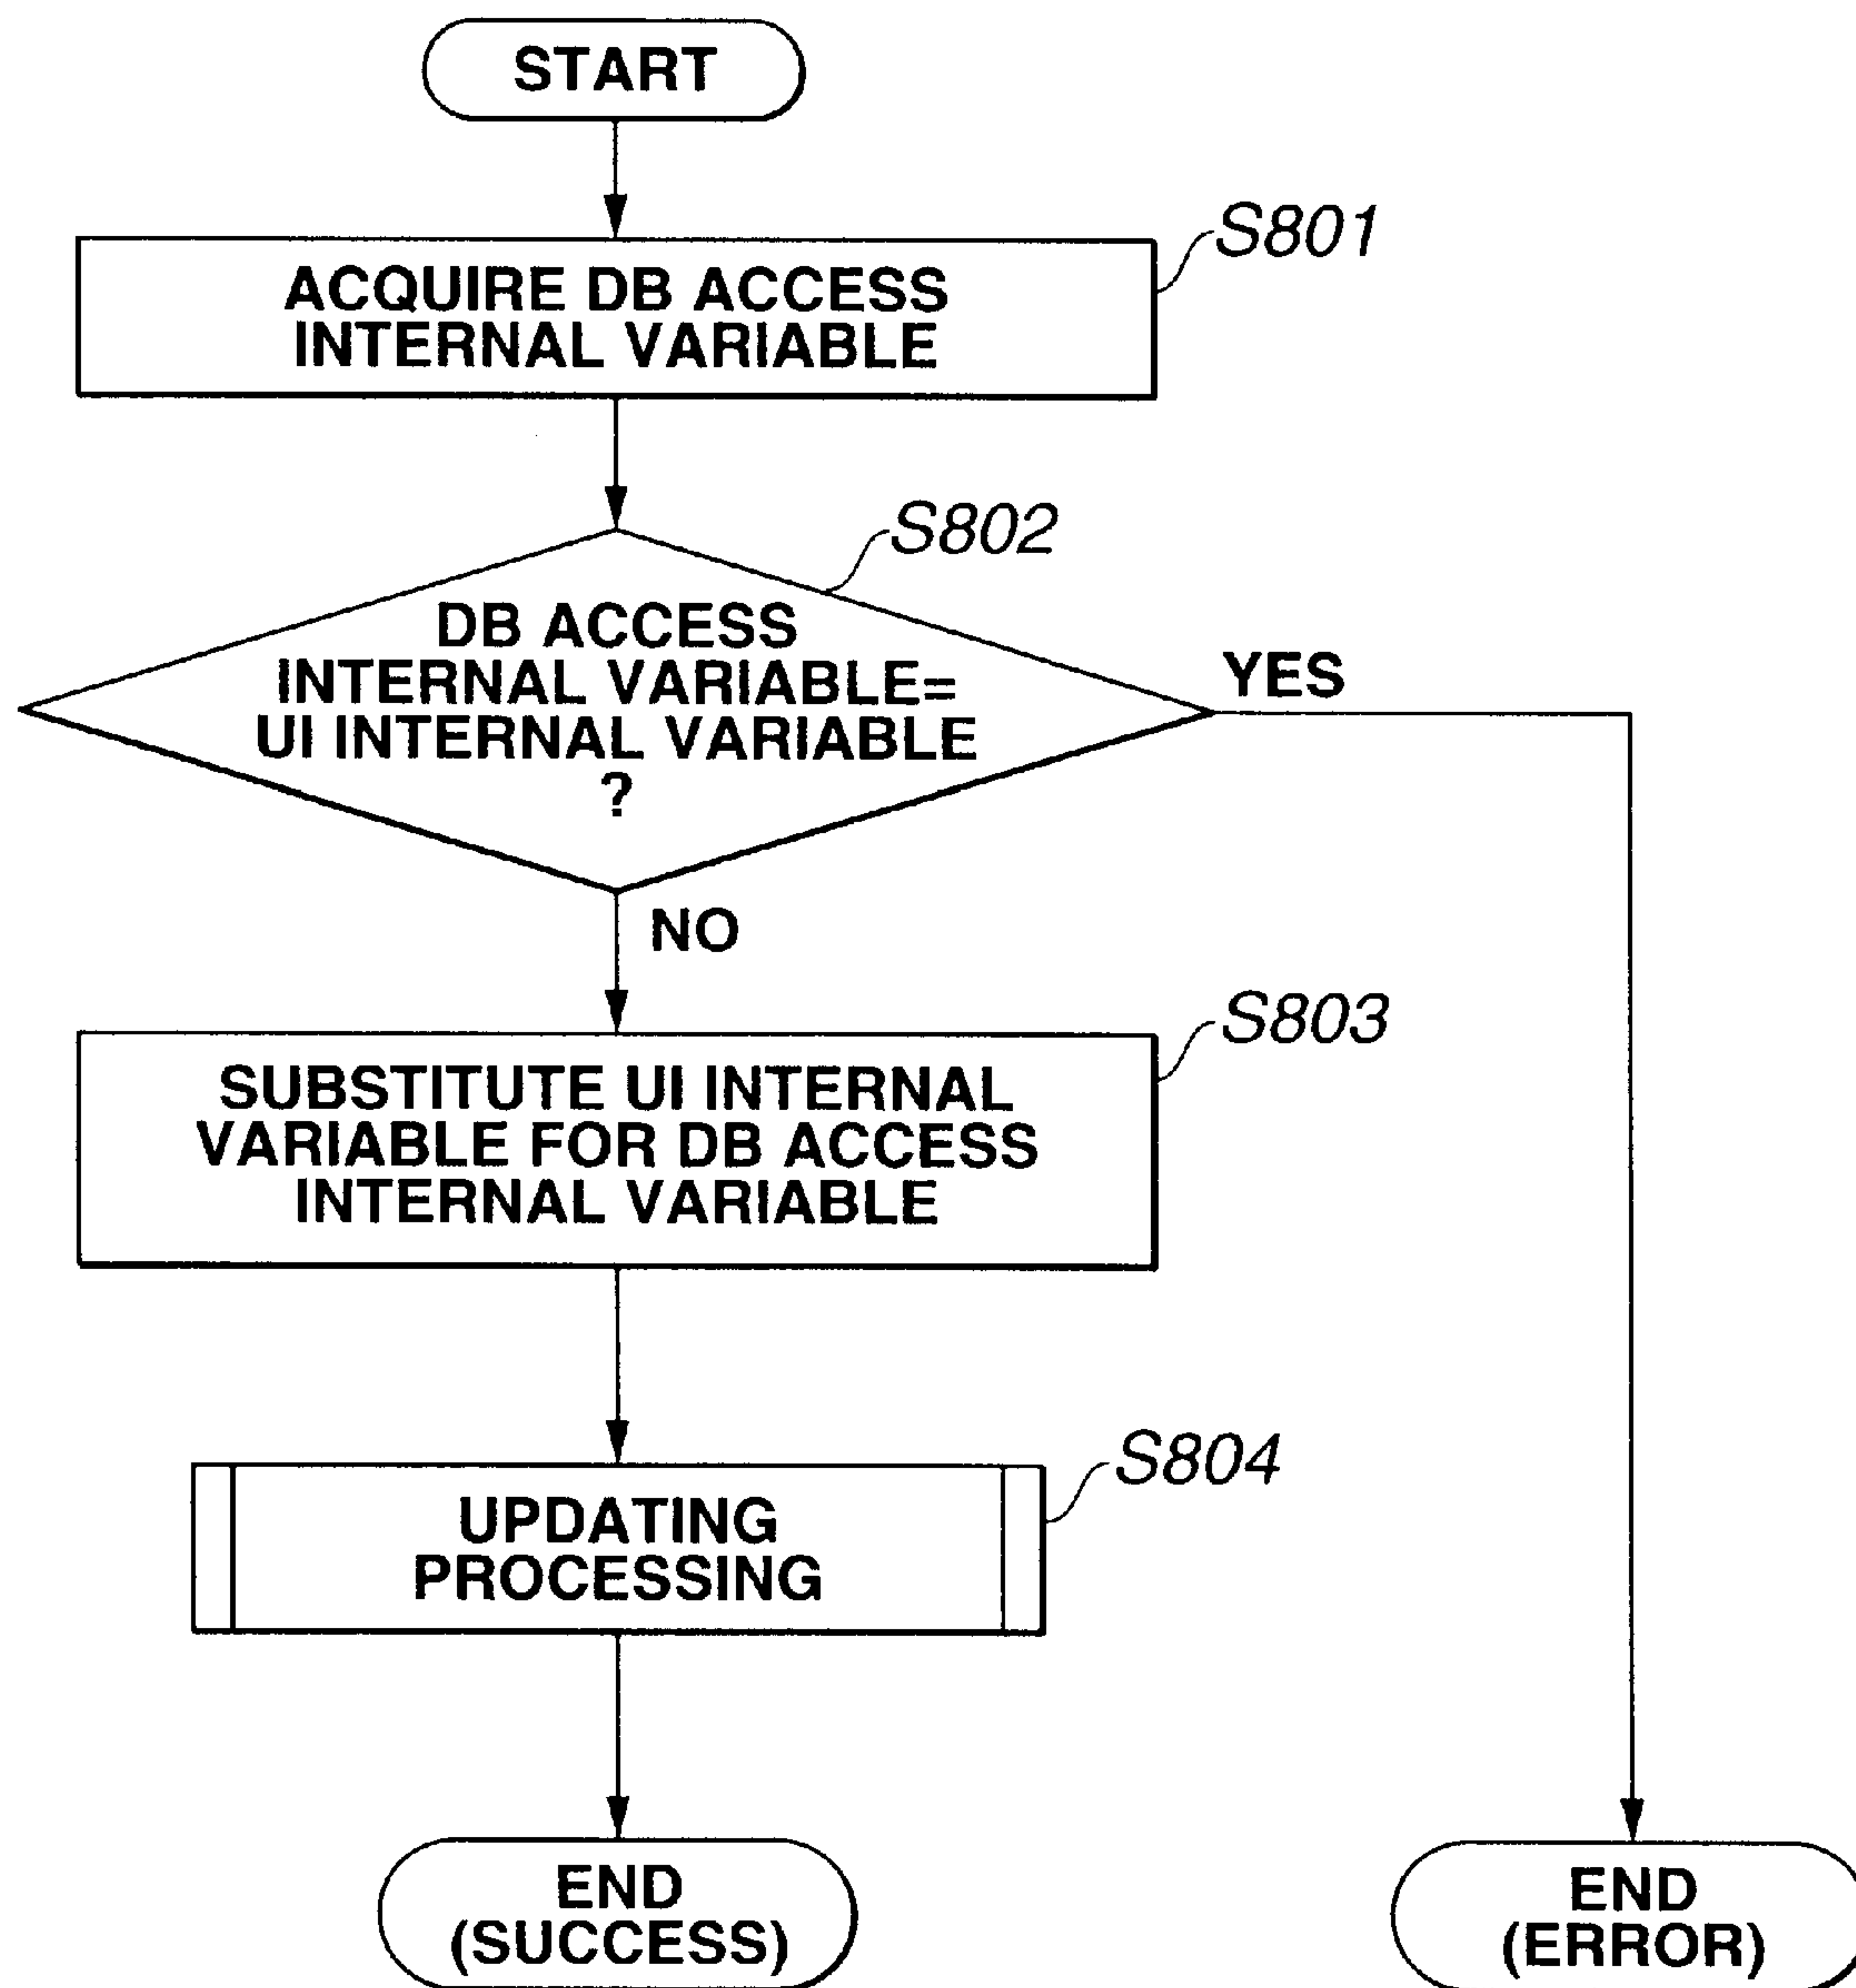 START
S801
ACQUIRE DB ACCESS
INTERNAL VARIABLE
S802
DB ACCESS
INTERNAL VARIABLE=
UI INTERNAL VARIABLE
?
YES
NO
S803
SUBSTITUTE UI INTERNAL
VARIABLE FOR DB ACCESS
INTERNAL VARIABLE
S804
UPDATING
PROCESSING
END
(SUCCESS)
END
(ERROR)